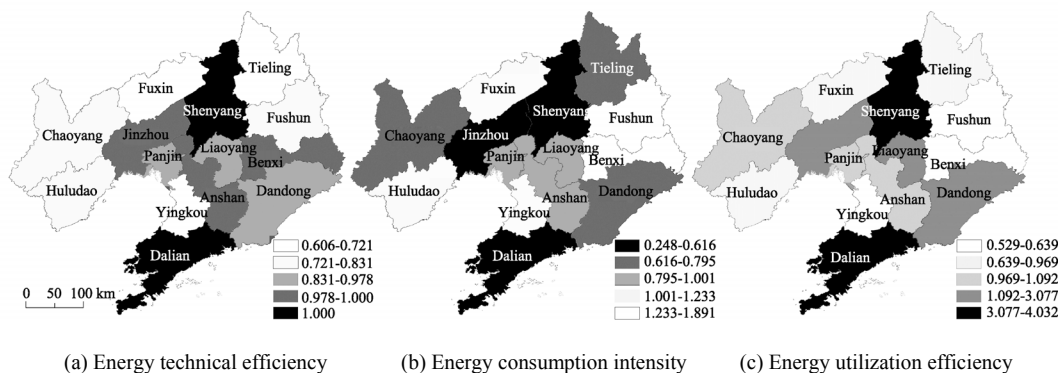 Tieling
Fuxin
Shenyang
Fushun
Chaoyang
Jinzhou
Liaoyang
Panjin
Benxi
Huludao
Anshan
Dandong
Yingkou
Dalian
0.606-0.721
0.721-0.831
0.831-0.978
0.978-1.000
1.000
0 50 100 km
(a) Energy technical efficiency
Tieling
Fuxin
Shenyang
Fushun
Chaoyang
Jinzhou
Liaoyang
Panjin
Benxi
Huludao
Anshan
Dandong
Yingkou
Dalian
0.248-0.616
0.616-0.795
0.795-1.001
1.001-1.233
1.233-1.891
(b) Energy consumption intensity
Tieling
Fuxin
Shenyang
Fushun
Chaoyang
Jinzhou
Liaoyang
Panjin
Benxi
Huludao
Anshan
Dandong
Yingkou
Dalian
0.529-0.639
0.639-0.969
0.969-1.092
1.092-3.077
3.077-4.032
(c) Energy utilization efficiency